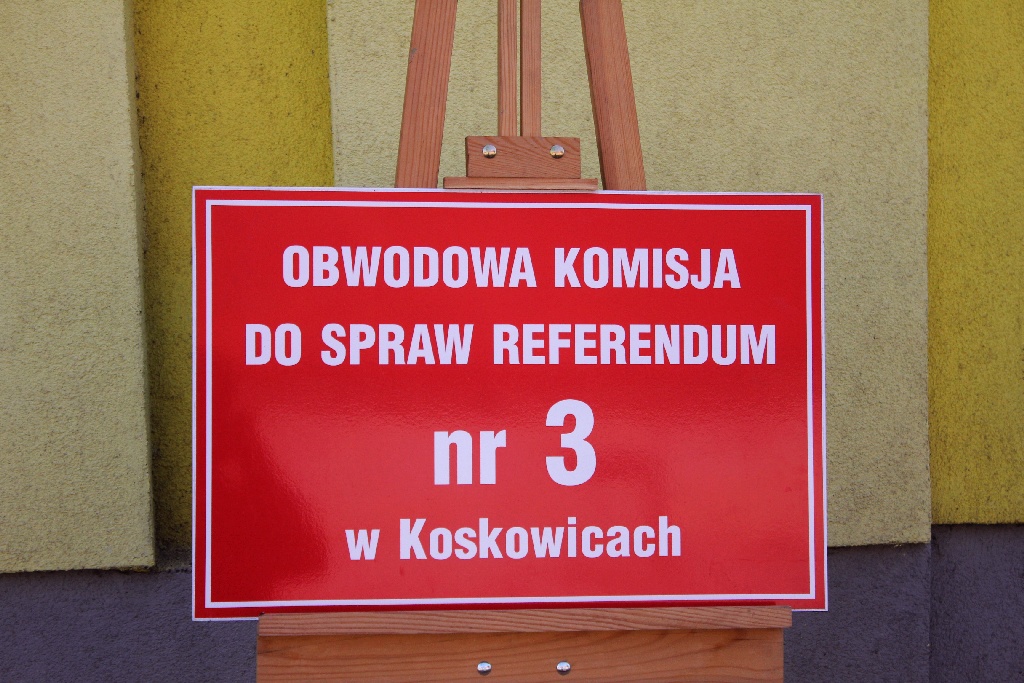 OBWODOWA KOMISJA
DO SPRAW REFERENDUM
nr 3
w Koskowicach